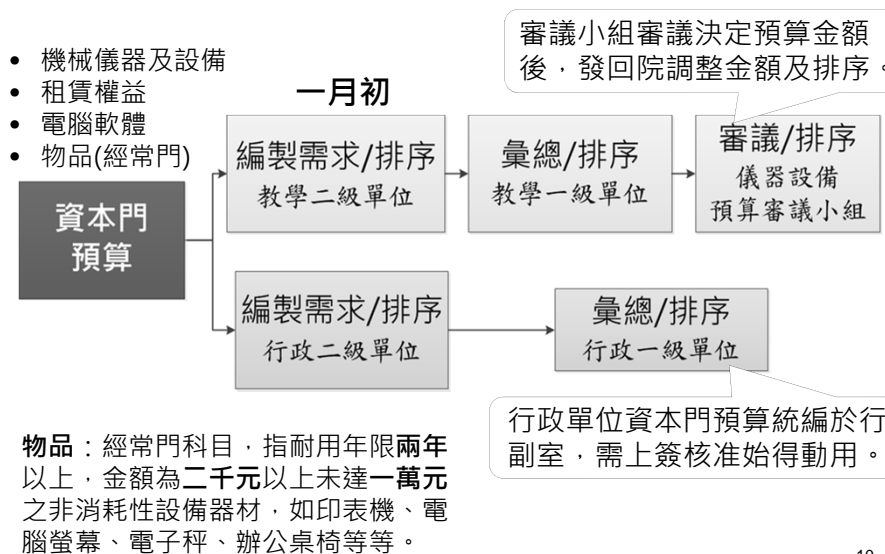 • 機械儀器及設備
• 租賃權益
• 電腦軟體
• 物品(經常門)
一月初
審議小組審議決定預算金額
後，發回院調整金額及排序。
資本門
預算
編製需求/排序
教學二級單位
彙總/排序
教學一級單位
審議/排序
儀器設備
預算審議小組
編製需求/排序
行政二級單位
彙總/排序
行政一級單位
行政單位資本門預算統編於行
副室，需上簽核准始得動用。
物品：經常門科目，指耐用年限兩年
以上，金額為二千元以上未達一萬元
之非消耗性設備器材，如印表機、電
腦螢幕、電子秤、辦公桌椅等等。